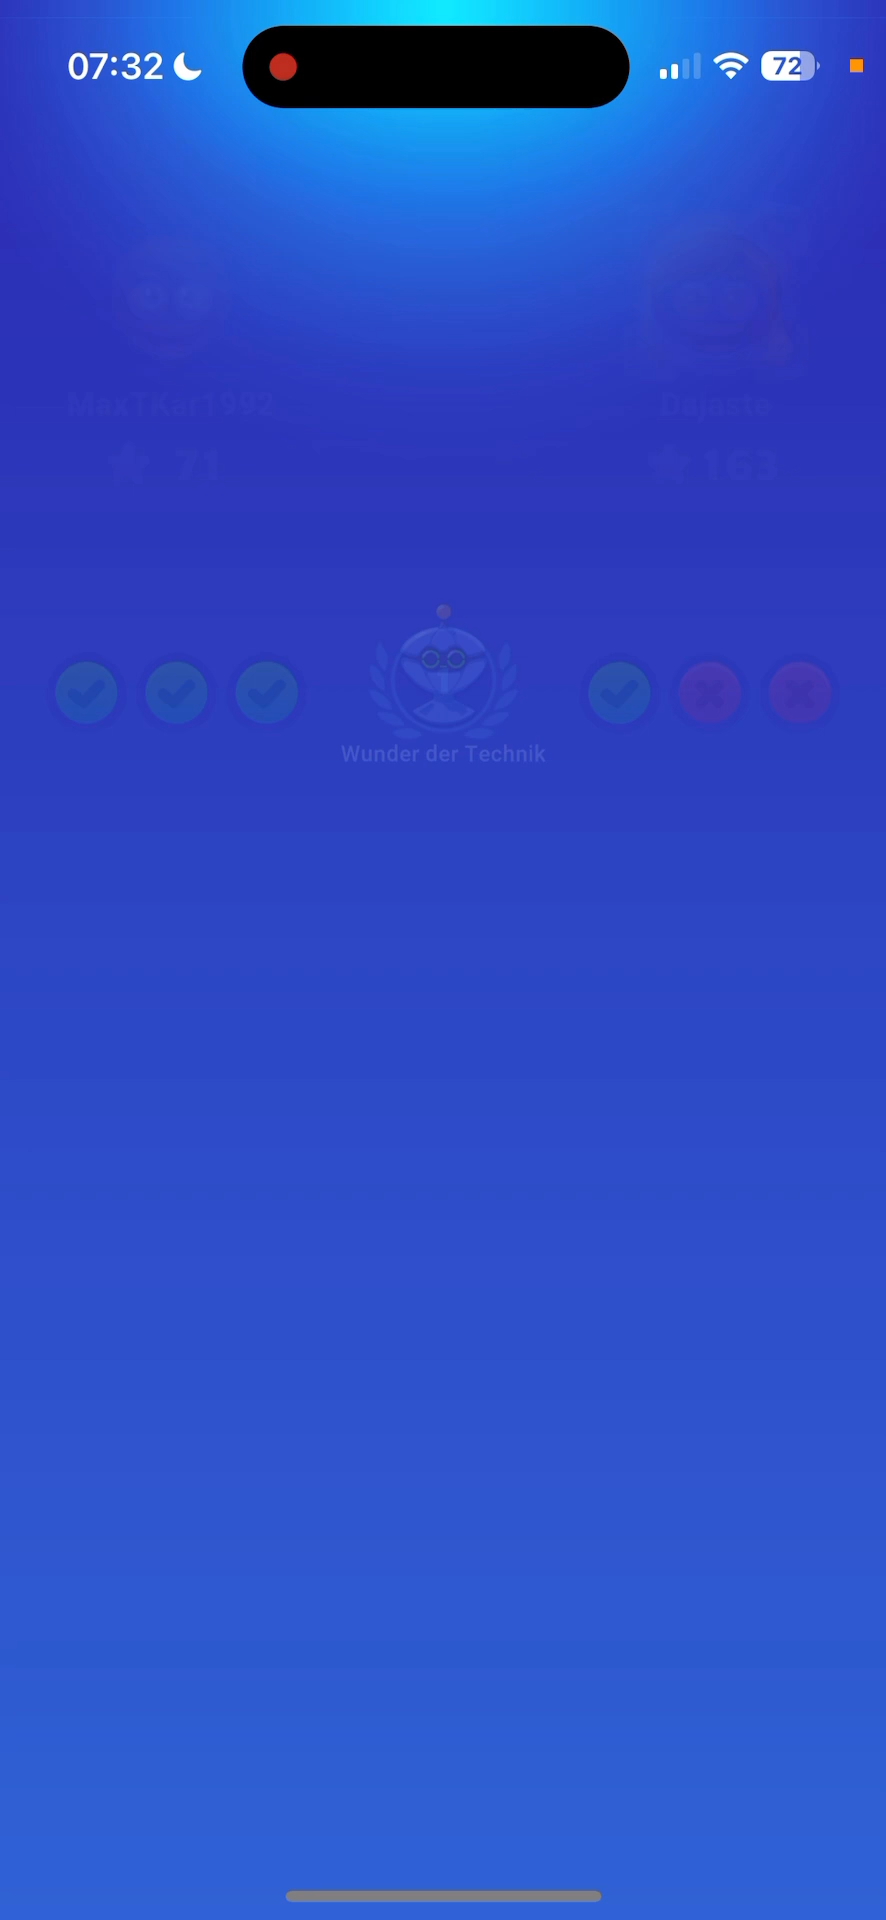 07:32
72
MaxTKar1992
Dajaste
71
163
Wunder der Technik